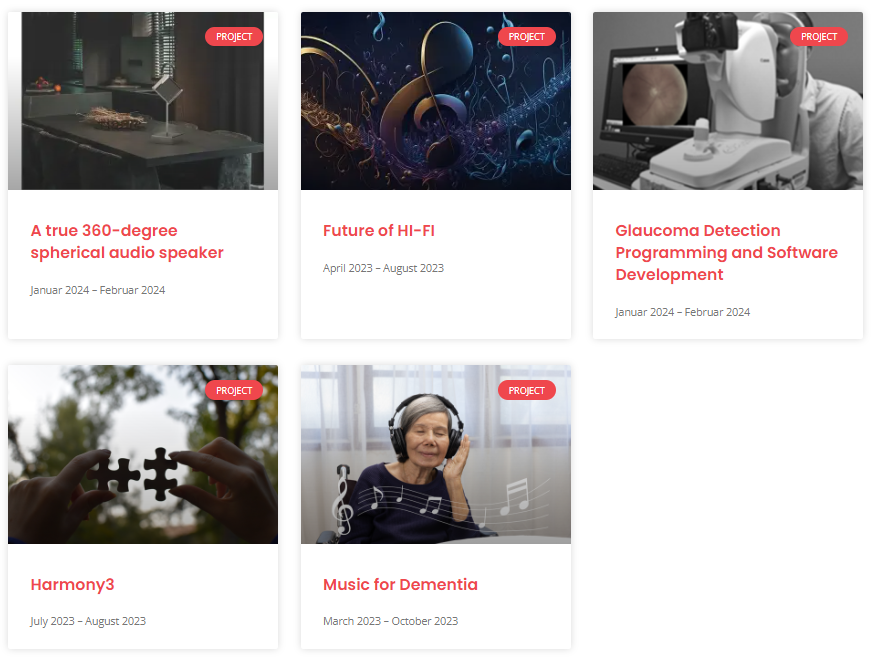 PROJECT
A true 360-degree
spherical audio speaker
Januar 2024 – Februar 2024
PROJECT
Future of HI-FI
April 2023 – August 2023
PROJECT
Glaucoma Detection
Programming and Software
Development
Januar 2024 – Februar 2024
Harmony3
PROJECT
July 2023 – August 2023
PROJECT
Music for Dementia
March 2023 – October 2023